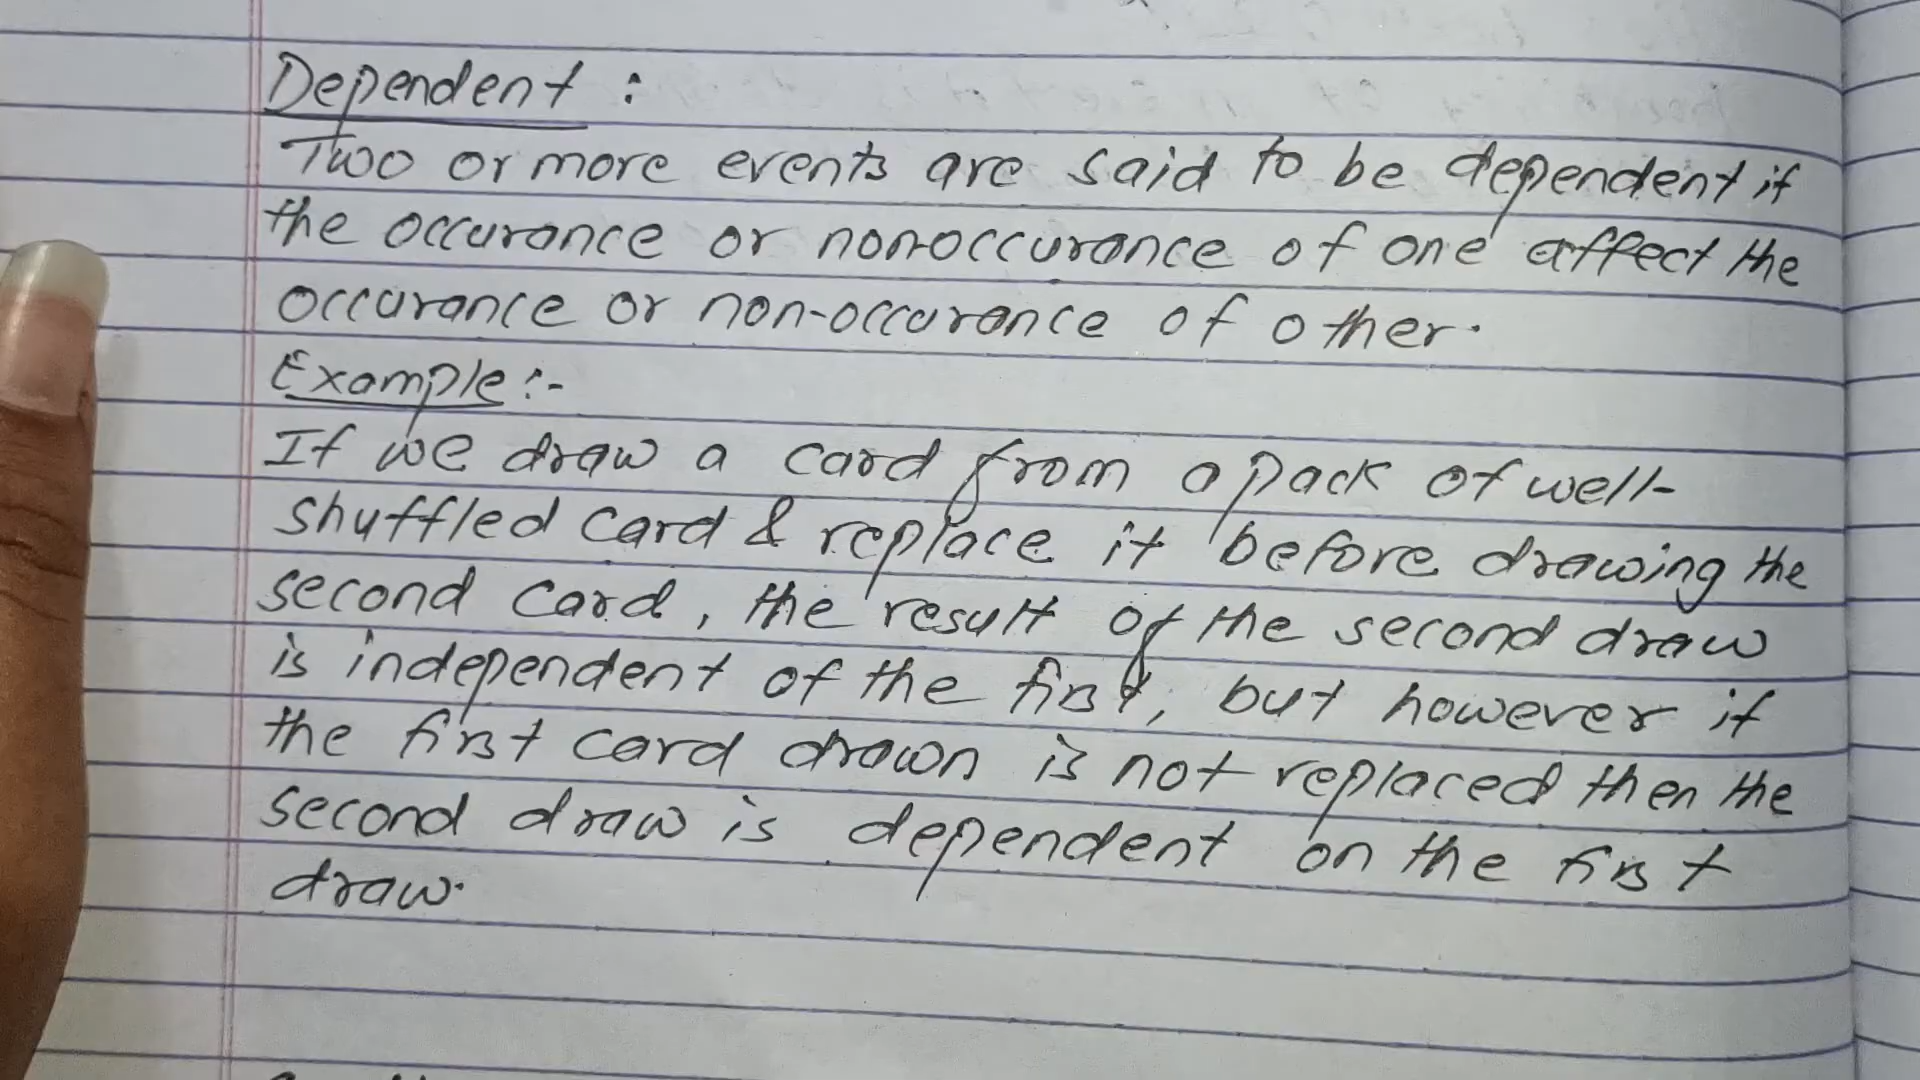 Dependent :
Two or more events are said to be dependent if
the occurance or nonoccurance of one affect the
occurance or non-occurance of other.
Example :-
If we draw a card from a pack of well-
shuffled card & replace it before drawing the
second card, the result of the second draw
is independent of the first, but however if
the first card drawn is not replaced then the
second draw is dependent on the first
draw.